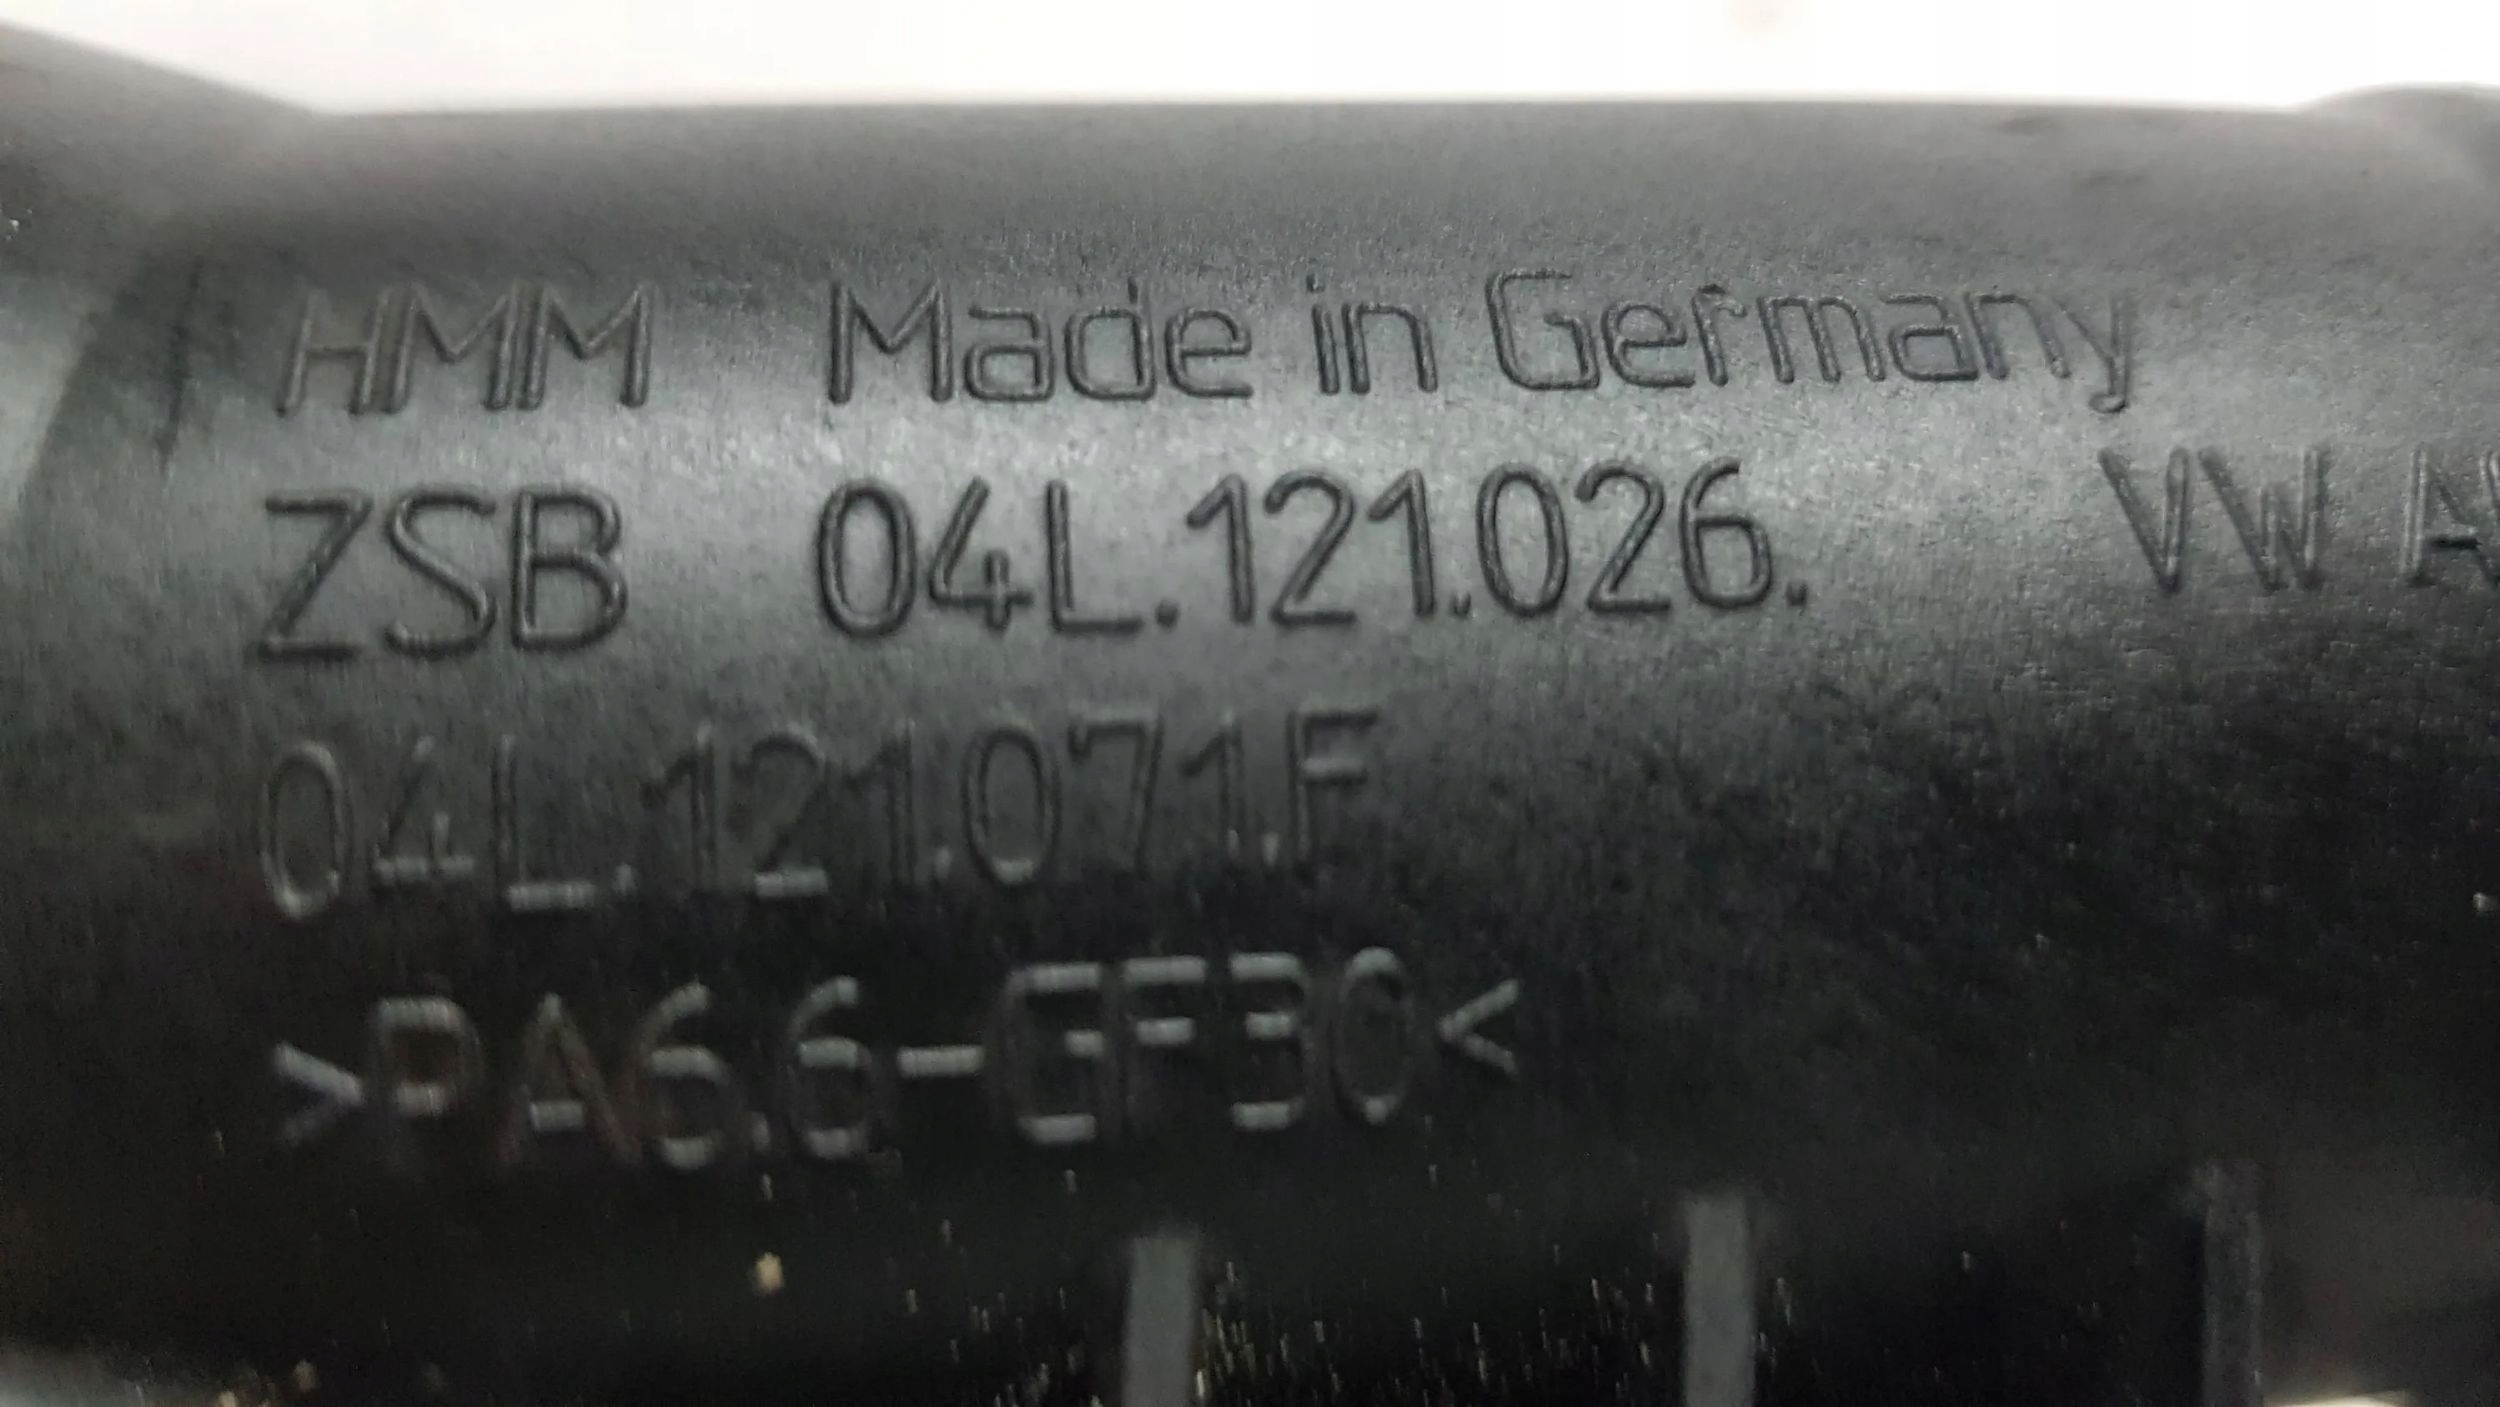 HMM Made in Germany
ZSB 04L.121.026. VW
04L.121.071.F
>PA6.6-GF30<